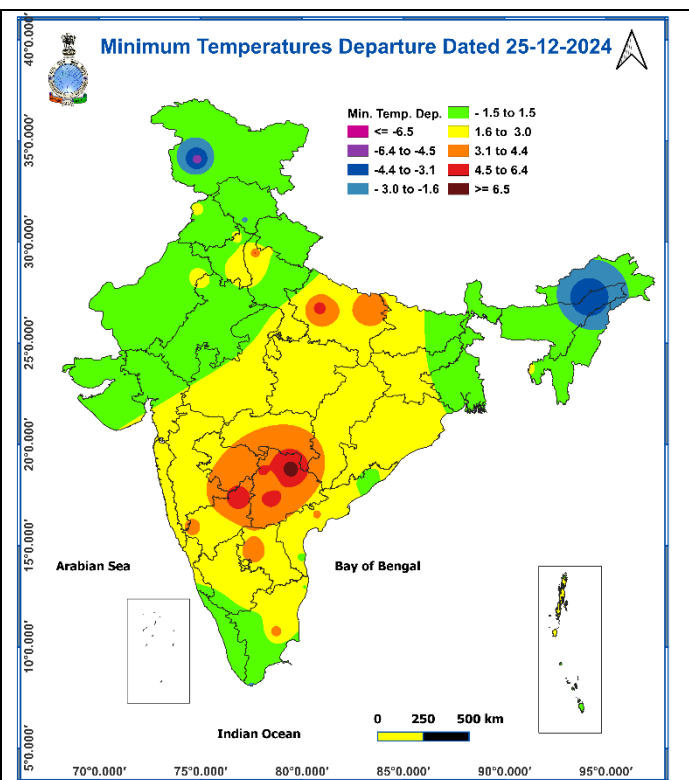 Minimum Temperatures Departure Dated 25-12-2024
Min. Temp. Dep.
<= -6.5
-6.4 to -4.5
-4.4 to -3.1
- 3.0 to -1.6
- 1.5 to 1.5
1.6 to 3.0
3.1 to 4.4
4.5 to 6.4
>= 6.5
40°0.000'
35°0.000'
30°0.000'
25°0.000'
20°0.000'
15°0.000'
10°0.000'
5°0.000'
Arabian Sea
Bay of Bengal
Indian Ocean
0 250 500 km
70°0.000' 75°0.000' 80°0.000' 85°0.000' 90°0.000' 95°0.000'